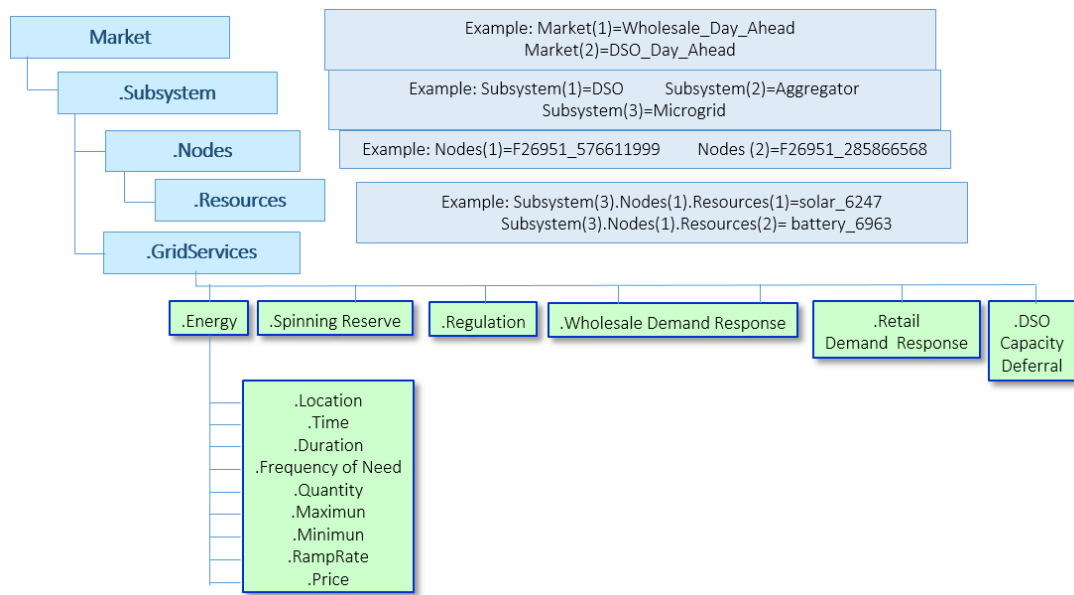 Market
Example: Market(1)=Wholesale_Day_Ahead
Market(2)=DSO_Day_Ahead
.Subsystem
Example: Subsystem(1)=DSO Subsystem(2)=Aggregator
Subsystem(3)=Microgrid
.Nodes
Example: Nodes(1)=F26951_576611999 Nodes (2)=F26951_285866568
.Resources
Example: Subsystem(3).Nodes(1).Resources(1)=solar_6247
Subsystem(3).Nodes(1).Resources(2)= battery_6963
.GridServices
.Energy
.Spinning Reserve
.Regulation
.Wholesale Demand Response
.Retail
Demand Response
.DSO
Capacity
Deferral
.Location
.Time
.Duration
.Frequency of Need
.Quantity
.Maximun
.Minimun
.RampRate
.Price